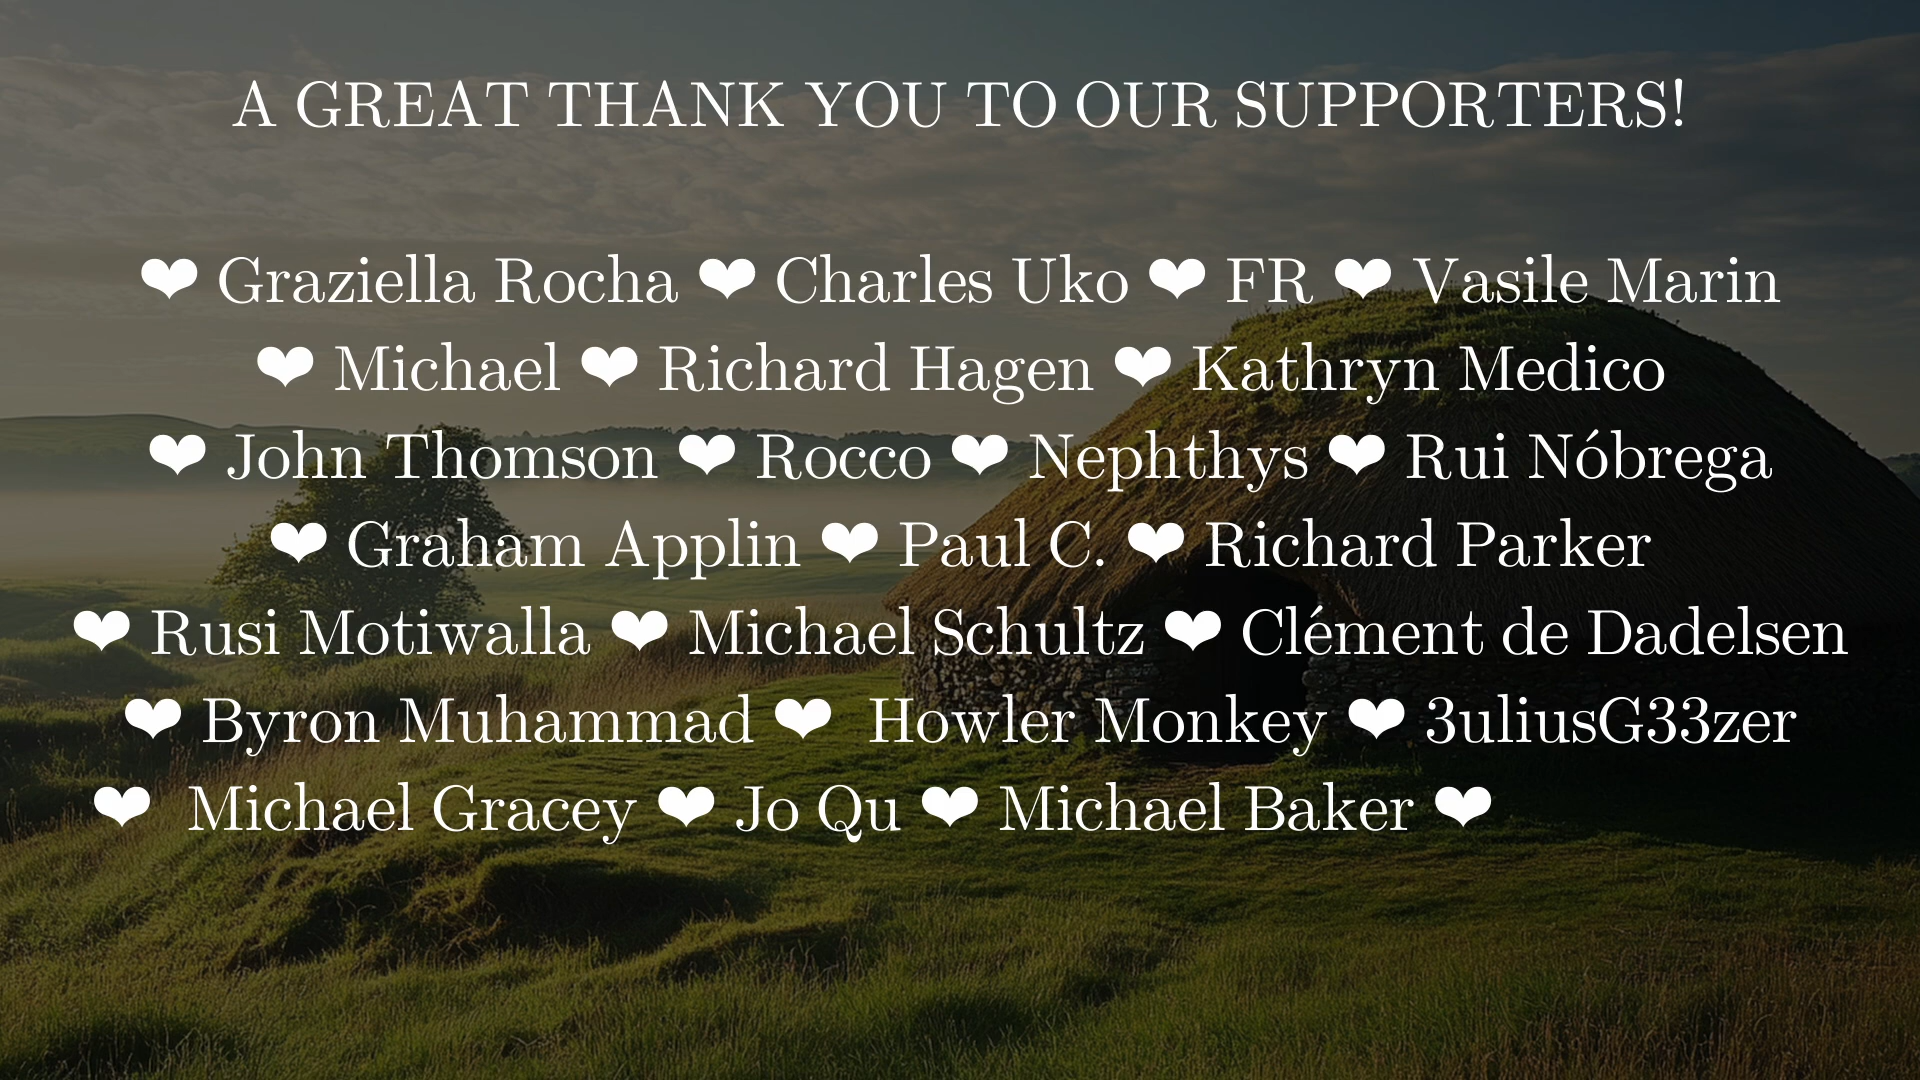 A GREAT THANK YOU TO OUR SUPPORTERS!
❤ Graziella Rocha ❤ Charles Uko ❤ FR ❤ Vasile Marin
❤ Michael ❤ Richard Hagen ❤ Kathryn Medico
❤ John Thomson ❤ Rocco ❤ Nephthys ❤ Rui Nóbrega
❤ Graham Applin ❤ Paul C. ❤ Richard Parker
❤ Rusi Motiwalla ❤ Michael Schultz ❤ Clément de Dadelsen
❤ Byron Muhammad ❤ Howler Monkey ❤ 3uliusG33zer
❤ Michael Gracey ❤ Jo Qu ❤ Michael Baker ❤